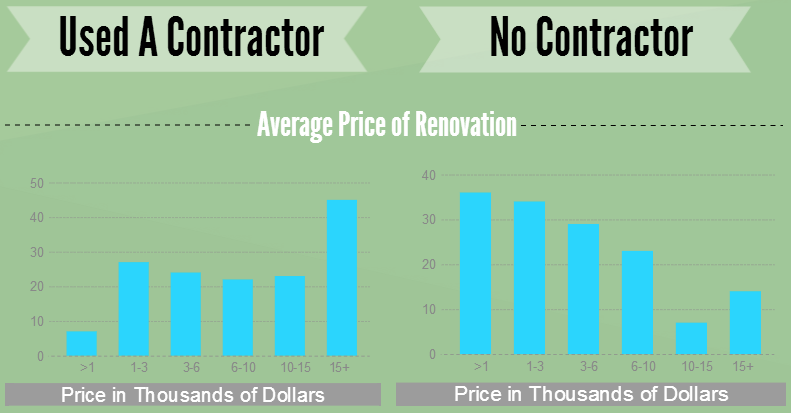 Used A Contractor
No Contractor
Average Price of Renovation
50
40
30
20
10
0
>1 1-3 3-6 6-10 10-15 15+
Price in Thousands of Dollars
40
30
20
10
0
>1 1-3 3-6 6-10 10-15 15+
Price in Thousands of Dollars